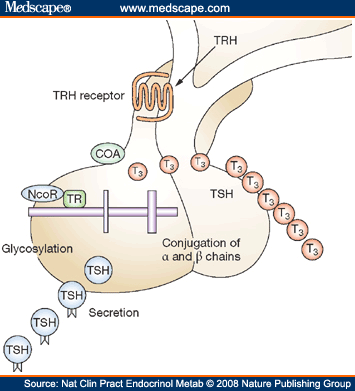 Medscape® www.medscape.com
TRH
TRH receptor
COA
T3
T3
T3
T3
T3
T3
T3
T3
T3
NcoR
TR
TSH
Glycosylation
Conjugation of
α and β chains
TSH
TSH
Secretion
TSH
TSH
Source: Nat Clin Pract Endocrinol Metab © 2008 Nature Publishing Group